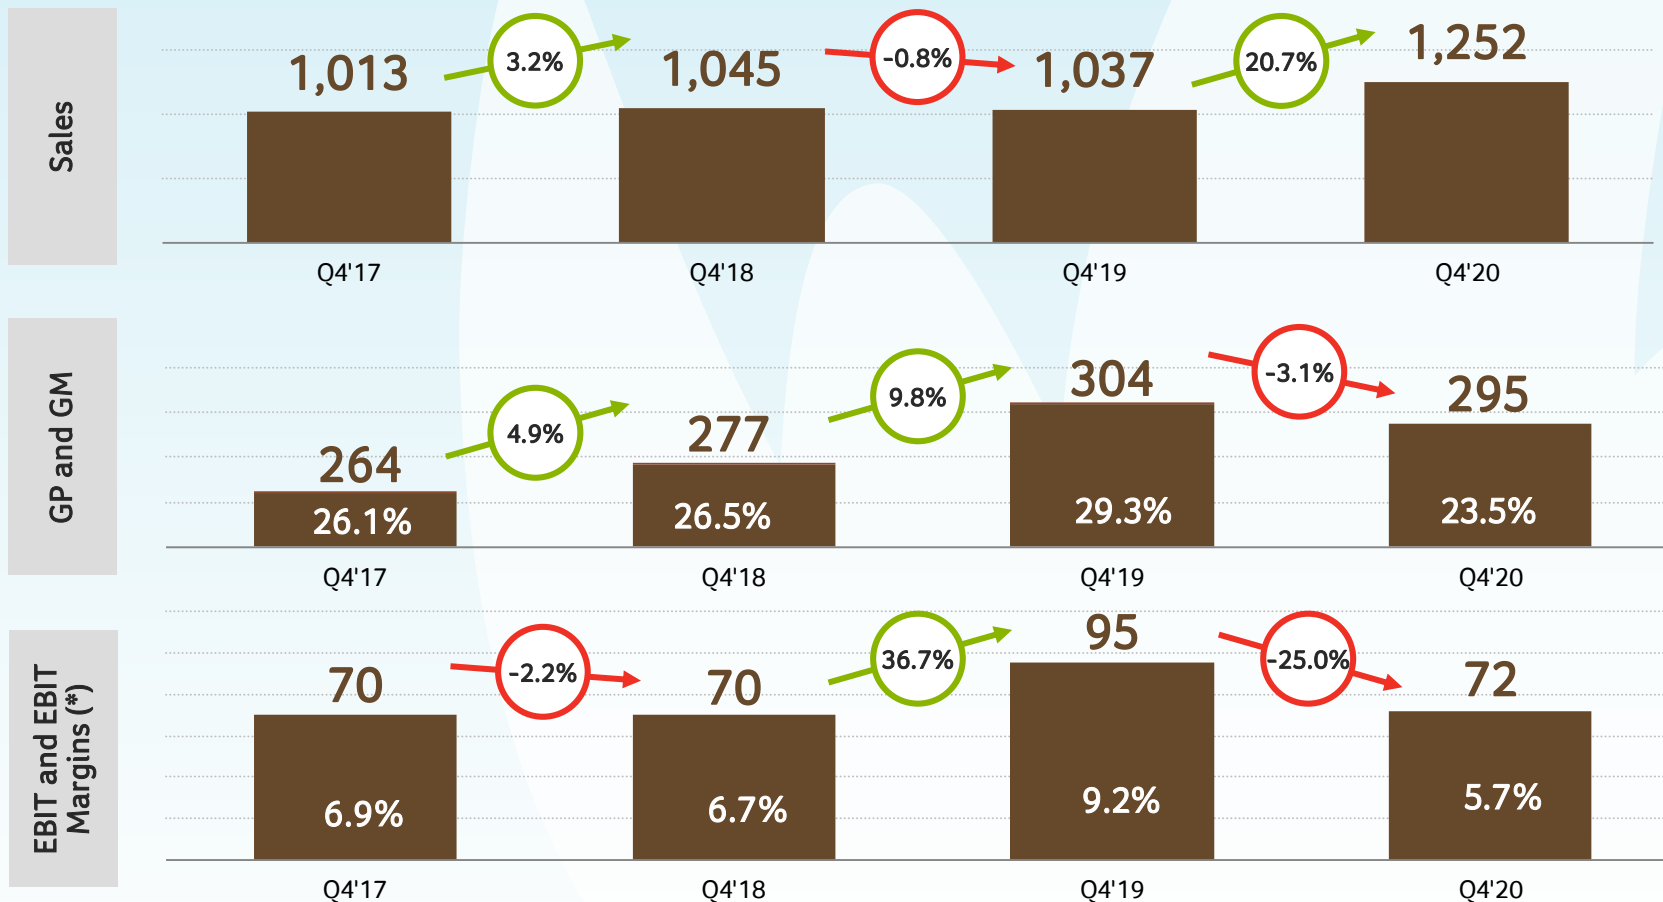 Sales
1,013
3.2%
1,045
-0.8%
1,037
20.7%
1,252
Q4'17
Q4'18
Q4'19
Q4'20
GP and GM
264
4.9%
277
9.8%
304
-3.1%
295
26.1%
26.5%
29.3%
23.5%
Q4'17
Q4'18
Q4'19
Q4'20
EBIT and EBIT
Margins (*)
70
-2.2%
70
36.7%
95
-25.0%
72
6.9%
6.7%
9.2%
5.7%
Q4'17
Q4'18
Q4'19
Q4'20